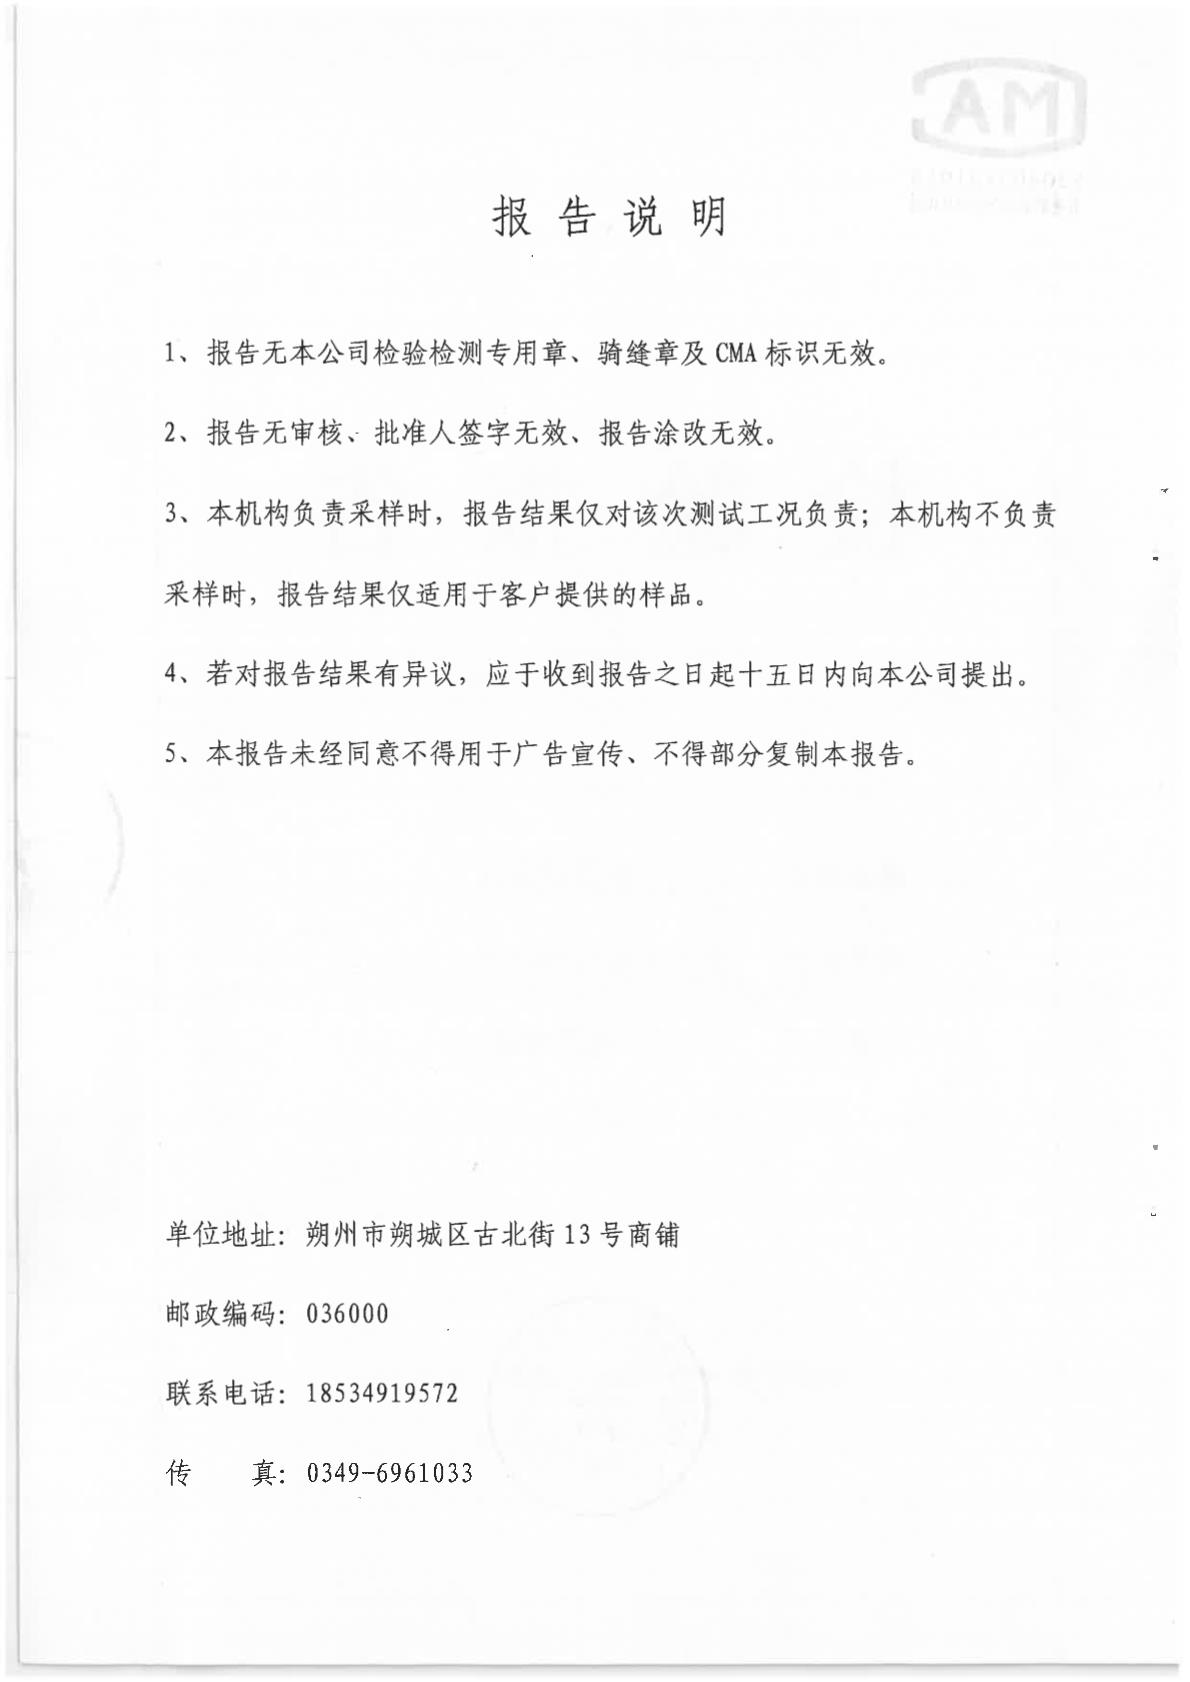 报告说明
1、报告无本公司检验检测专用章、骑缝章及 CMA 标识无效。
2、报告无审核、批准人签字无效、报告涂改无效。
3、本机构负责采样时，报告结果仅对该次测试工况负责；本机构不负责
采样时，报告结果仅适用于客户提供的样品。
4、若对报告结果有异议，应于收到报告之日起十五日内向本公司提出。
5、本报告未经同意不得用于广告宣传、不得部分复制本报告。
单位地址：朔州市朔城区古北街 13 号商铺
邮政编码：036000
联系电话：18534919572
传　　真：0349-6961033